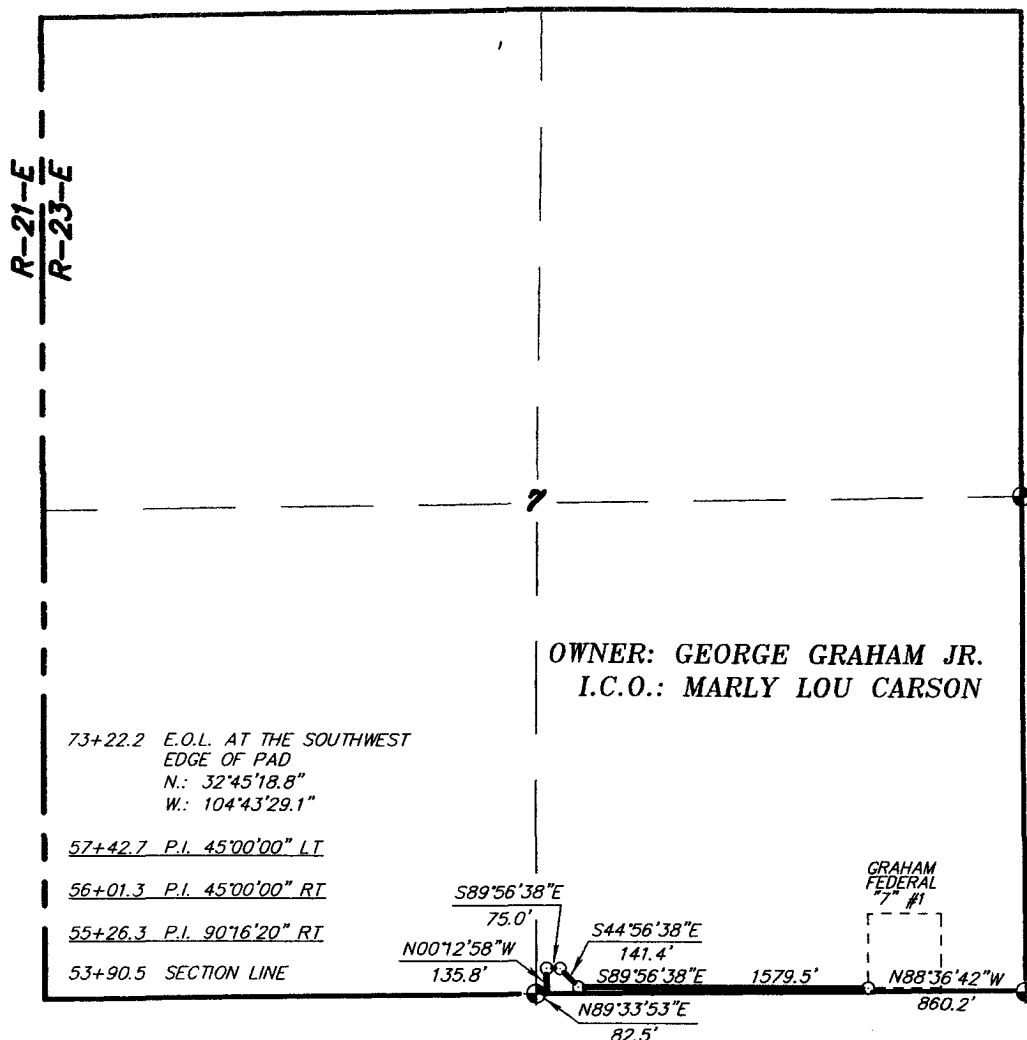 R-21-E
R-23-E
7
OWNER: GEORGE GRAHAM JR.
I.C.O.: MARLY LOU CARSON
73+22.2 E.O.L. AT THE SOUTHWEST
EDGE OF PAD
N.: 32°45'18.8"
W.: 104°43'29.1"
57+42.7 P.I. 45°00'00" LT
56+01.3 P.I. 45°00'00" RT
55+26.3 P.I. 90°16'20" RT
53+90.5 SECTION LINE
GRAHAM
FEDERAL
"7" #1
S89°56'38"E
75.0'
N00°12'58"W
135.8'
S44°56'38"E
141.4'
S89°56'38"E 1579.5'
N88°36'42"W
860.2'
N89°33'53"E
82.5'